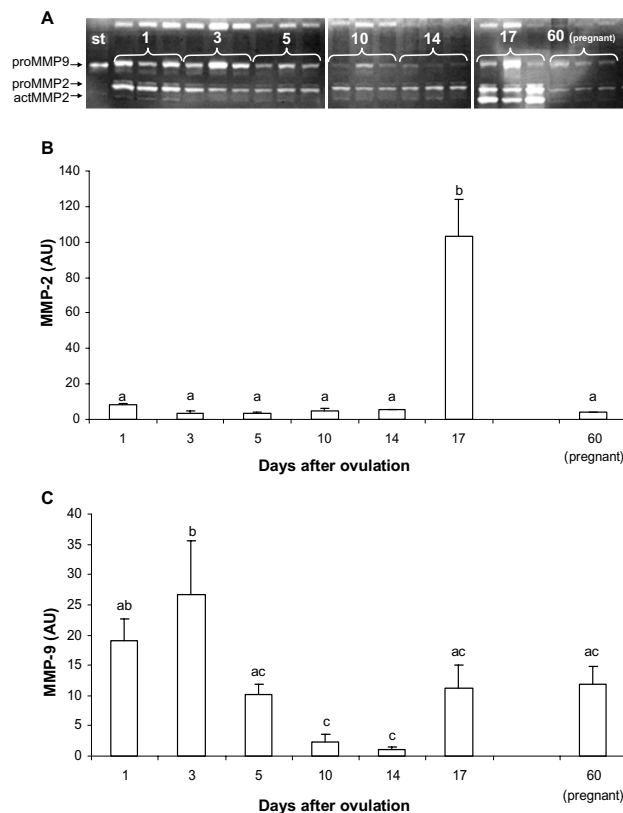 A
st 1 3 5 10 14 17 60 (pregnant)
proMMP9
proMMP2
actMMP2
B
140
120
100
80
60
40
20
0
MMP-2 (AU)
a a a a a b a
1 3 5 10 14 17 60
(pregnant)
Days after ovulation
C
40
35
30
25
20
15
10
5
0
MMP-9 (AU)
ab b ac c c ac ac
1 3 5 10 14 17 60
(pregnant)
Days after ovulation